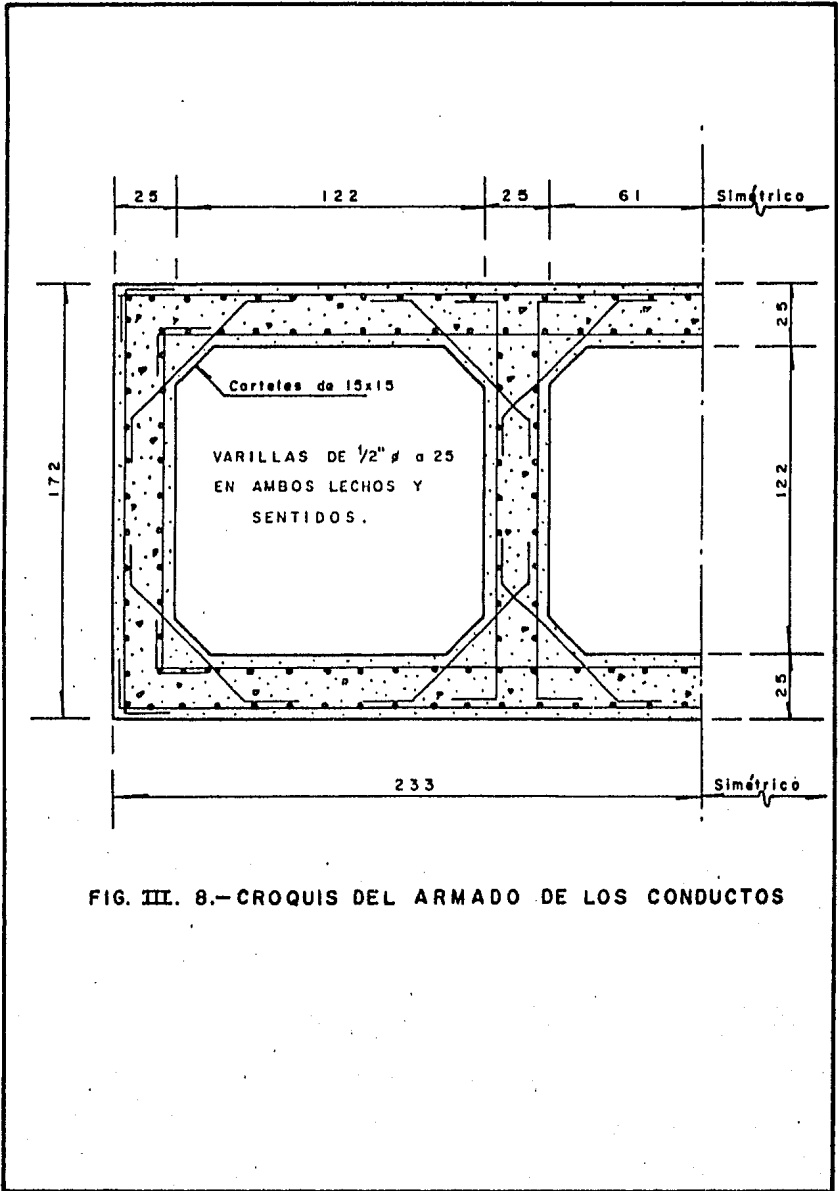 25 122 25 61 Simétrico
25
Carteles de 15x15
172
VARILLAS DE 1/2" ø a 25
EN AMBOS LECHOS Y
SENTIDOS.
122
25
233 Simétrico
FIG. III. 8.-CROQUIS DEL ARMADO DE LOS CONDUCTOS